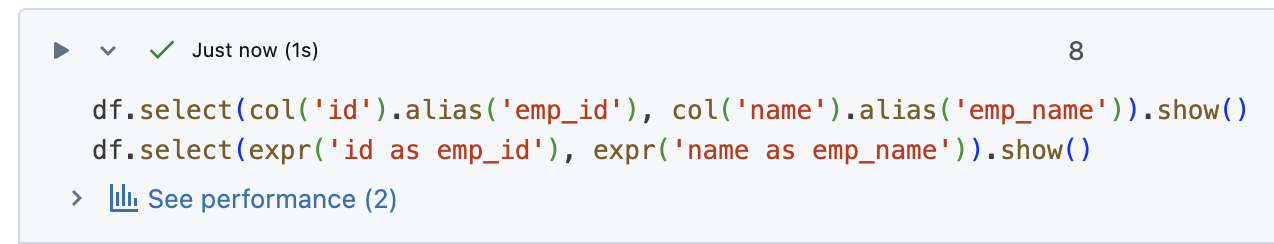 Just now (1s)
8
df.select(col('id').alias('emp_id'), col('name').alias('emp_name')).show()
df.select(expr('id as emp_id'), expr('name as emp_name')).show()
See performance (2)